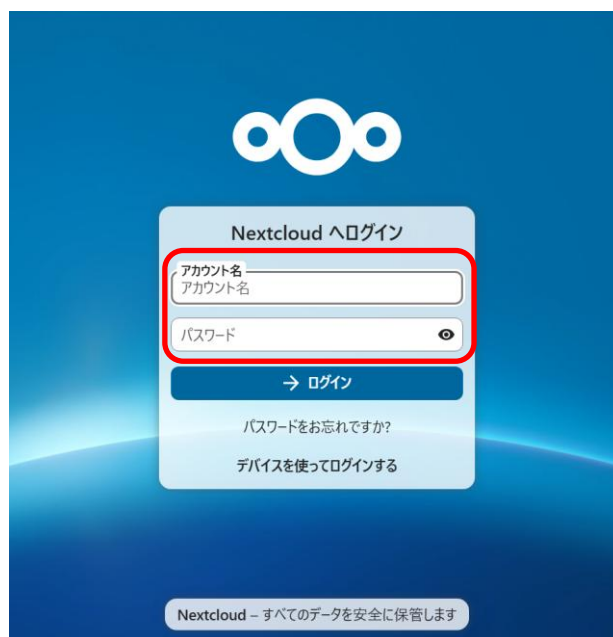 Nextcloud へログイン
アカウント名
アカウント名
パスワード
→ ログイン
パスワードをお忘れですか?
デバイスを使ってログインする
Nextcloud – すべてのデータを安全に保管します